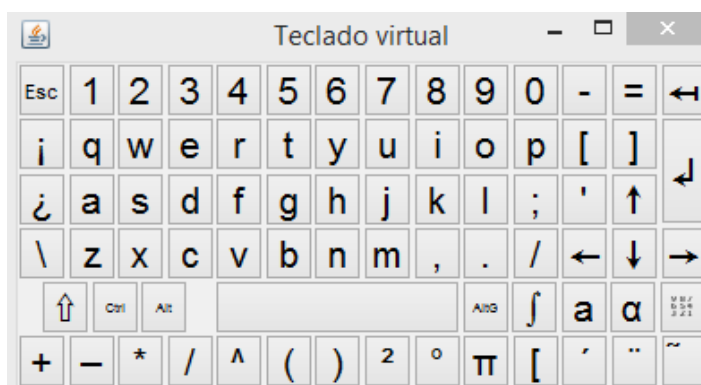 Teclado virtual
Esc 1 2 3 4 5 6 7 8 9 0 - = ↤
¡ q w e r t y u i o p [ ] ↲
¿ a s d f g h j k l ; ' ↑
\ z x c v b n m , . / ← ↓ →
⇧ Ctrl Alt AltG ∫ a α
+ – * / ^ ( ) ² ° π [ ´ ¨ ~